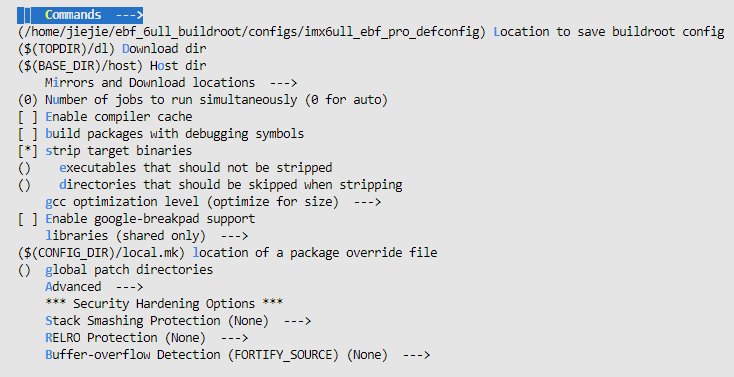 Commands  --->
(/home/jiejie/ebf_6ull_buildroot/configs/imx6ull_ebf_pro_defconfig) Location to save buildroot config
($(TOPDIR)/dl) Download dir
($(BASE_DIR)/host) Host dir
Mirrors and Download locations  --->
(0) Number of jobs to run simultaneously (0 for auto)
[ ] Enable compiler cache
[ ] build packages with debugging symbols
[*] strip target binaries
()    executables that should not be stripped
()    directories that should be skipped when stripping
gcc optimization level (optimize for size)  --->
[ ] Enable google-breakpad support
libraries (shared only)  --->
($(CONFIG_DIR)/local.mk) location of a package override file
()  global patch directories
Advanced  --->
*** Security Hardening Options ***
Stack Smashing Protection (None)  --->
RELRO Protection (None)  --->
Buffer-overflow Detection (FORTIFY_SOURCE) (None)  --->